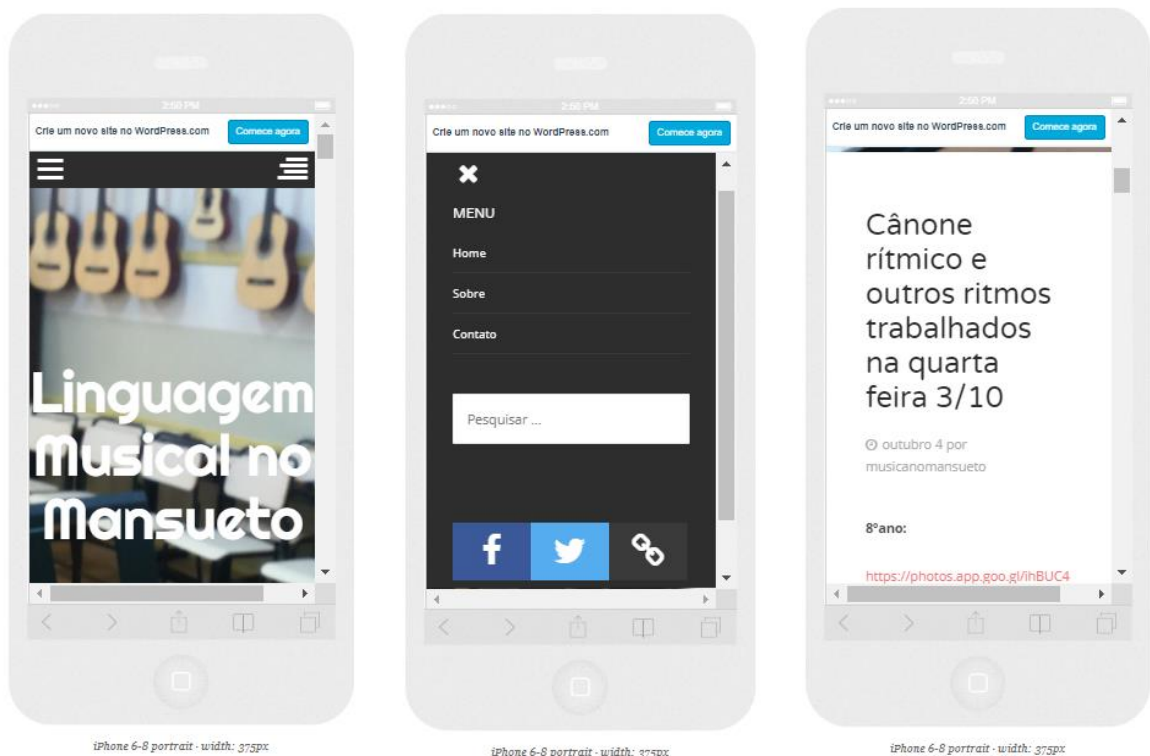 2:50 PM
Crie um novo site no WordPress.com
Comece agora
Linguagem
Musical no
Mansueto
iPhone 6-8 portrait · width: 375px
2:50 PM
Crie um novo site no WordPress.com
Comece agora
MENU
Home
Sobre
Contato
Pesquisar ...
iPhone 6-8 portrait · width: 375px
2:50 PM
Crie um novo site no WordPress.com
Comece agora
Cânone
rítmico e
outros ritmos
trabalhados
na quarta
feira 3/10
outubro 4 por
musicanomansueto
8ºano:
https://photos.app.goo.gl/ihBUC4
iPhone 6-8 portrait · width: 375px